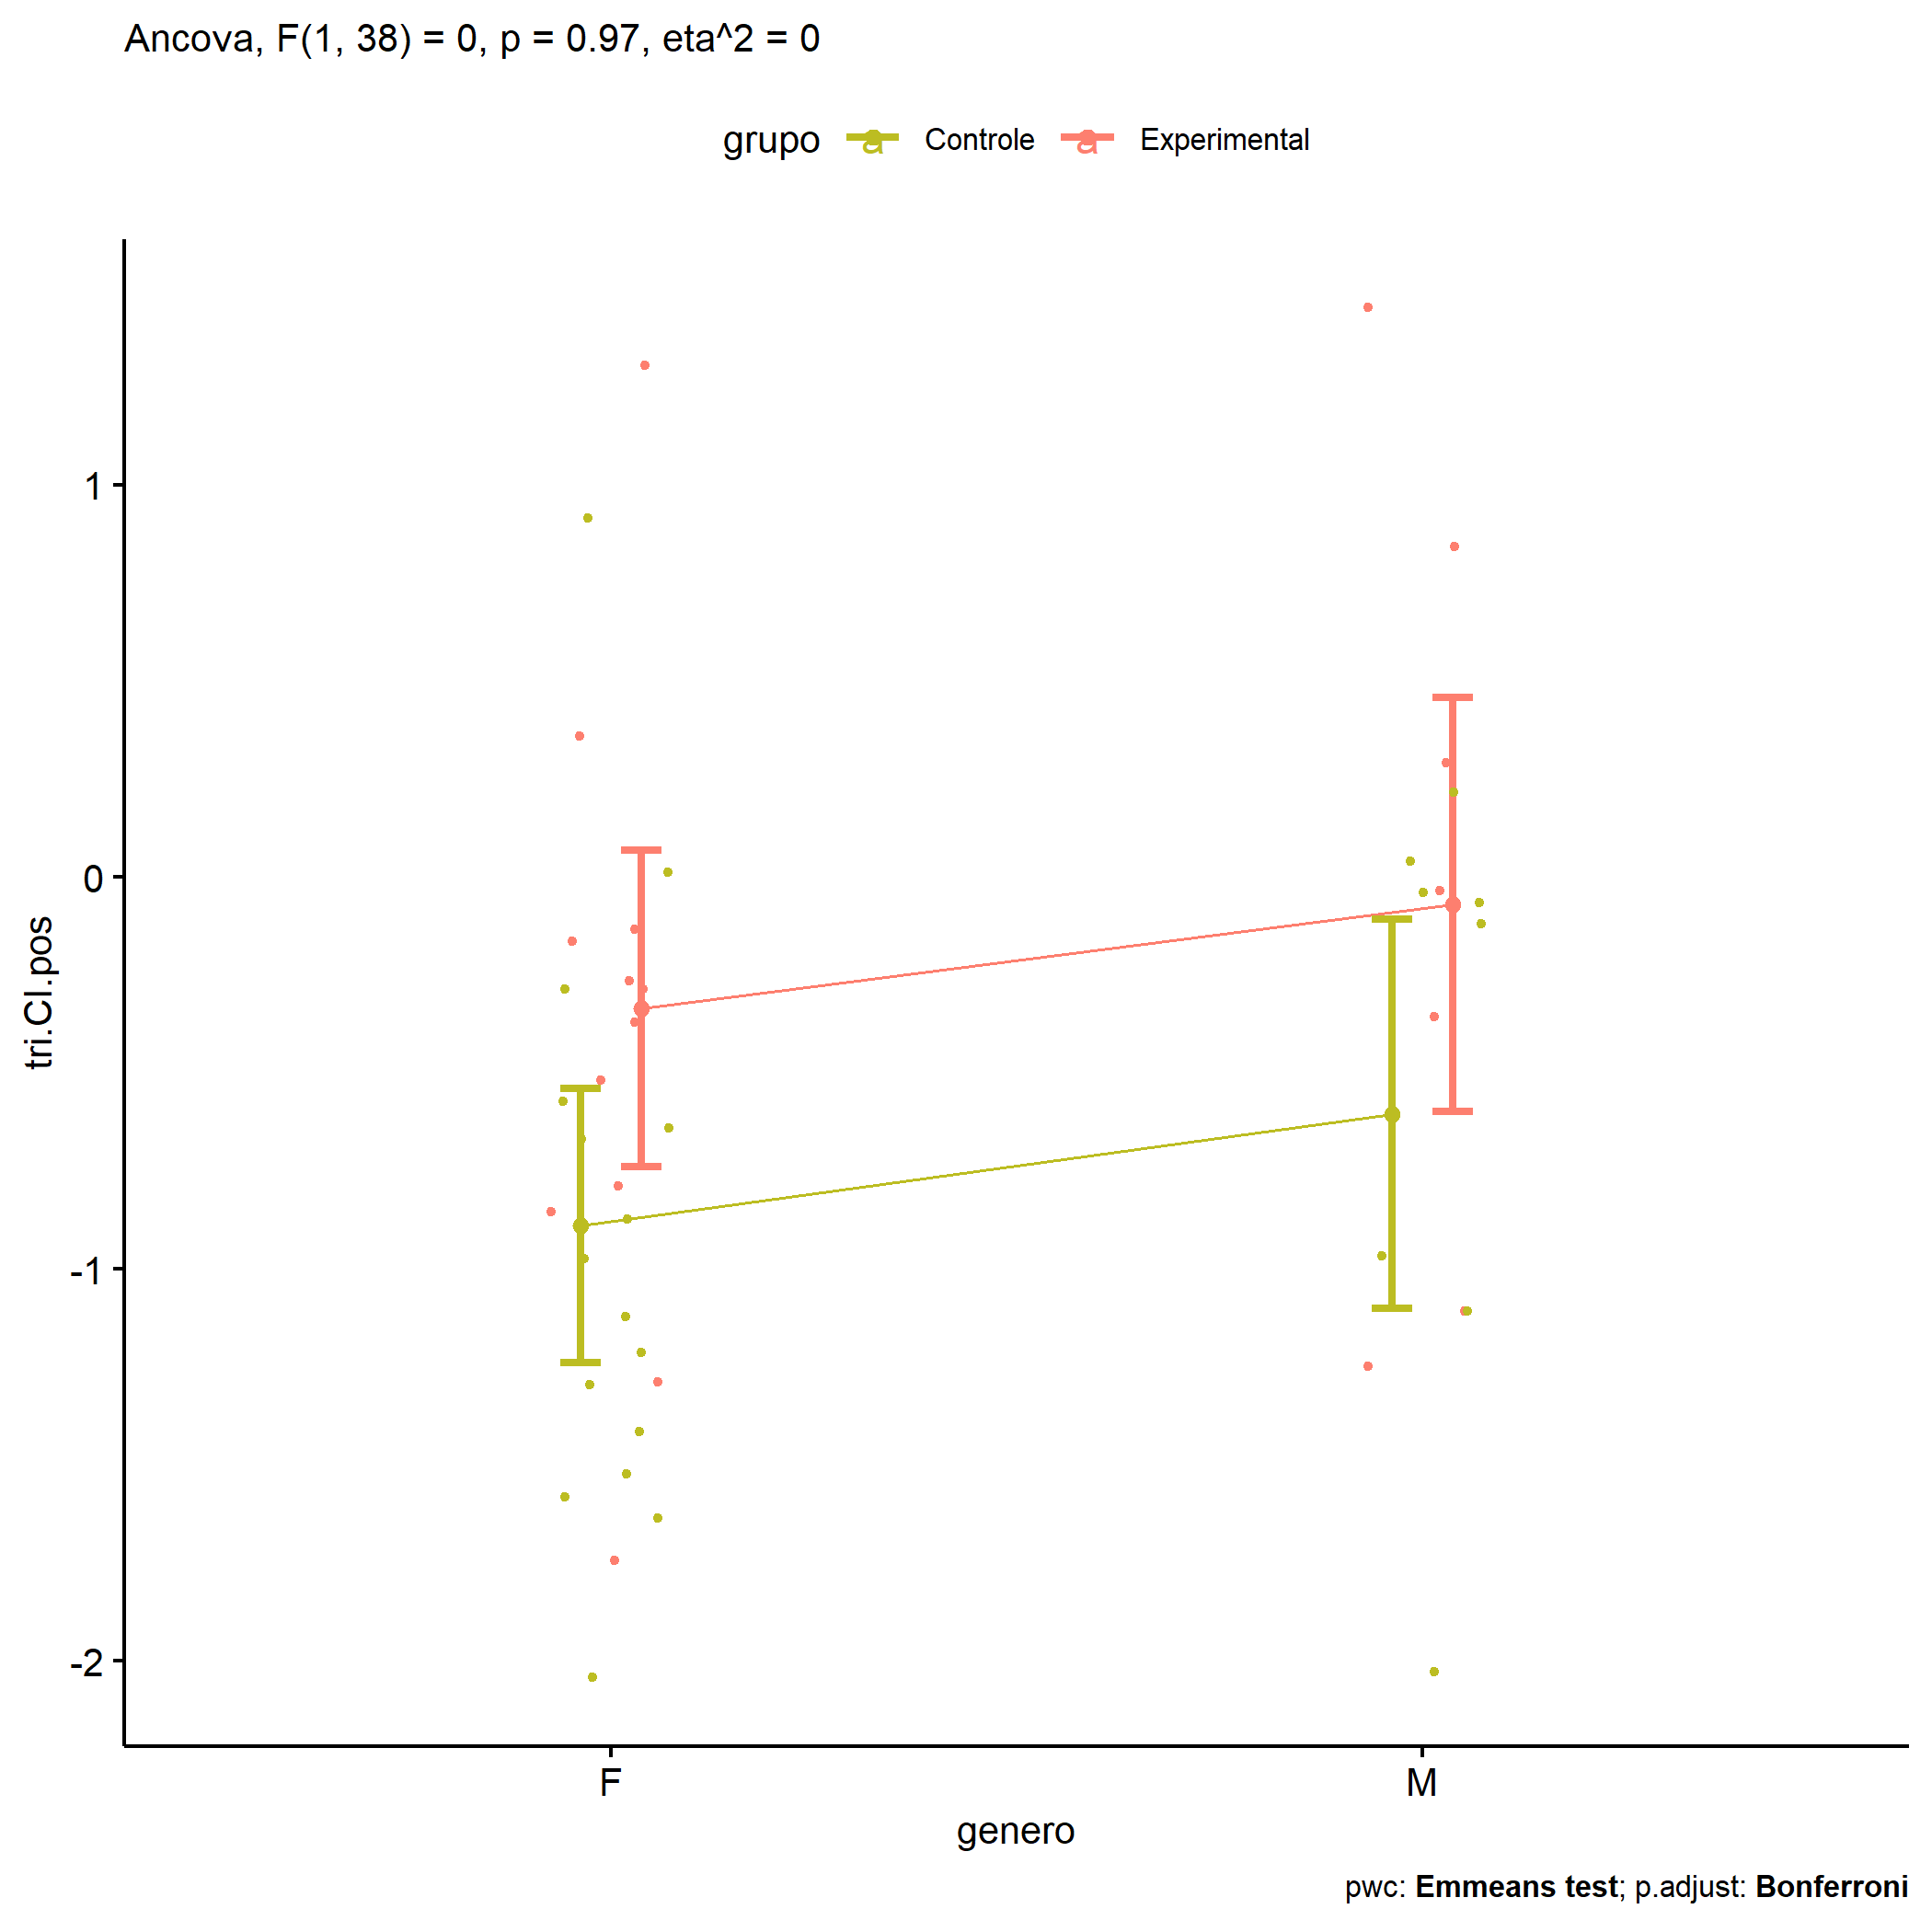 Ancova, F(1, 38) = 0, p = 0.97, eta^2 = 0
grupo a Controle a Experimental
1
0
-1
-2
tri.CI.pos
F M
genero
pwc: Emmeans test; p.adjust: Bonferroni